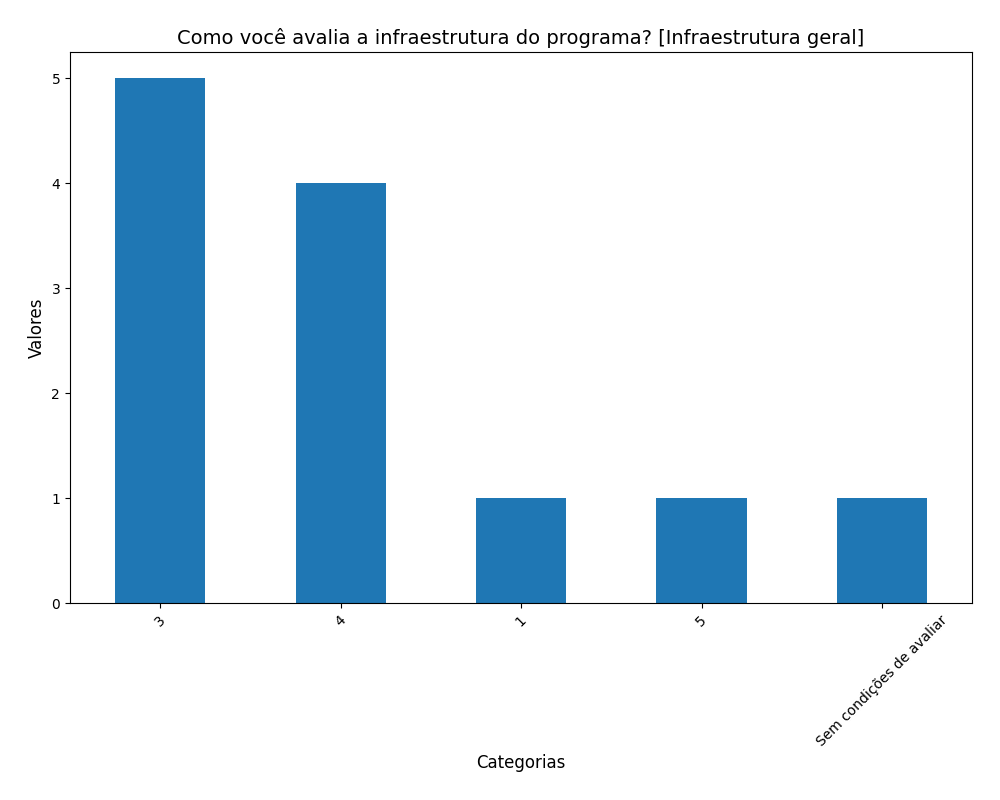 Como você avalia a infraestrutura do programa? [Infraestrutura geral]
5
4
3
2
1
0
Valores
3
4
1
5
Sem condições de avaliar
Categorias